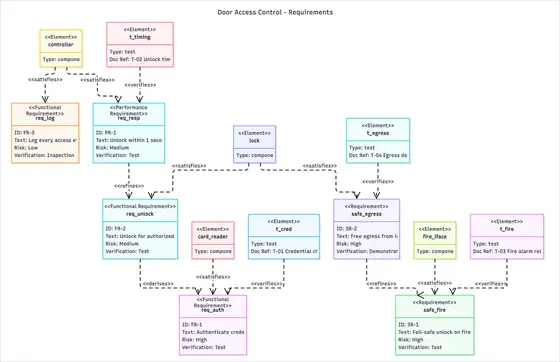 Door Access Control - Requirements
<<Element>>
controller
Type: compone
<<Element>>
t_timing
Type: test
Doc Ref: T-02 Unlock tim
<<satisfies>>
<<satisfies>>
<<verifies>>
<<Functional
Requirement>>
req_log
ID: FR-3
Text: Log every access e
Risk: Low
Verification: Inspection
<<Performance
Requirement>>
req_resp
ID: PR-1
Text: Unlock within 1 seco
Risk: Medium
Verification: Test
<<Element>>
lock
Type: compone
<<Element>>
t_egress
Type: test
Doc Ref: T-04 Egress de
<<refines>>
<<satisfies>>
<<satisfies>>
<<verifies>>
<<Functional Requirement>>
req_unlock
ID: FR-2
Text: Unlock for authorized
Risk: Medium
Verification: Test
<<Element>>
card_reader
Type: compone
<<Element>>
t_cred
Type: test
Doc Ref: T-01 Credential ch
<<Requirement>>
safe_egress
ID: SR-2
Text: Free egress from i
Risk: High
Verification: Demonstrat
<<Element>>
fire_iface
Type: compone
<<Element>>
t_fire
Type: test
Doc Ref: T-03 Fire alarm rel
<<derives>>
<<satisfies>>
<<verifies>>
<<refines>>
<<satisfies>>
<<verifies>>
<<Functional
Requirement>>
req_auth
ID: FR-1
Text: Authenticate crede
Risk: High
Verification: Test
<<Requirement>>
safe_fire
ID: SR-1
Text: Fail-safe unlock on fire
Risk: High
Verification: Test